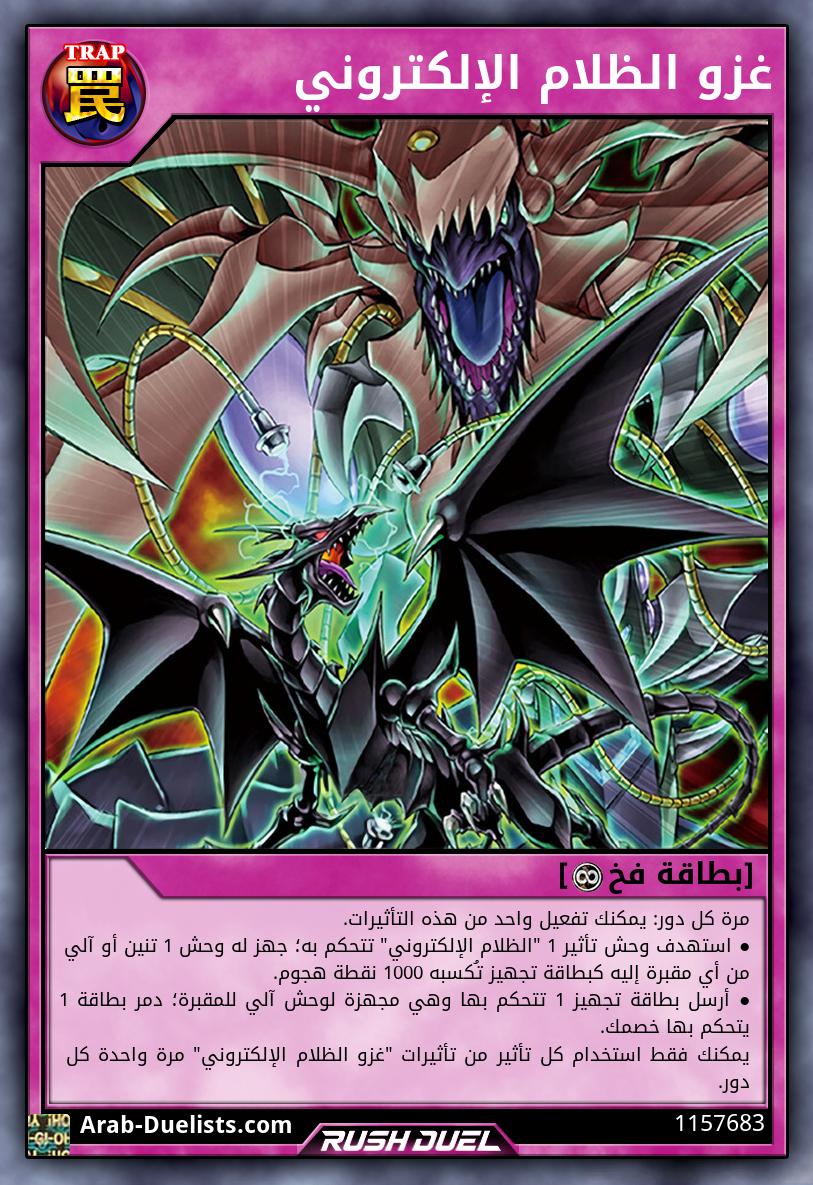 TRAP
罠
غزو الظلام الإلكتروني
[بطاقة فخ ∞]
مرة كل دور: يمكنك تفعيل واحد من هذه التأثيرات.
● استهدف وحش تأثير 1 "الظلام الإلكتروني" تتحكم به؛ جهز له وحش 1 تنين أو آلي
من أي مقبرة إليه كبطاقة تجهيز تُكسبه 1000 نقطة هجوم.
● أرسل بطاقة تجهيز 1 تتحكم بها وهي مجهزة لوحش آلي للمقبرة؛ دمر بطاقة 1
يتحكم بها خصمك.
يمكنك فقط استخدام كل تأثير من تأثيرات "غزو الظلام الإلكتروني" مرة واحدة كل
دور.
Arab-Duelists.com
RUSH DUEL
1157683